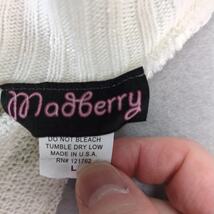 Madberry
DO NOT BLEACH
TUMBLE DRY LOW
MADE IN U.S.A.
RN# 121762
L